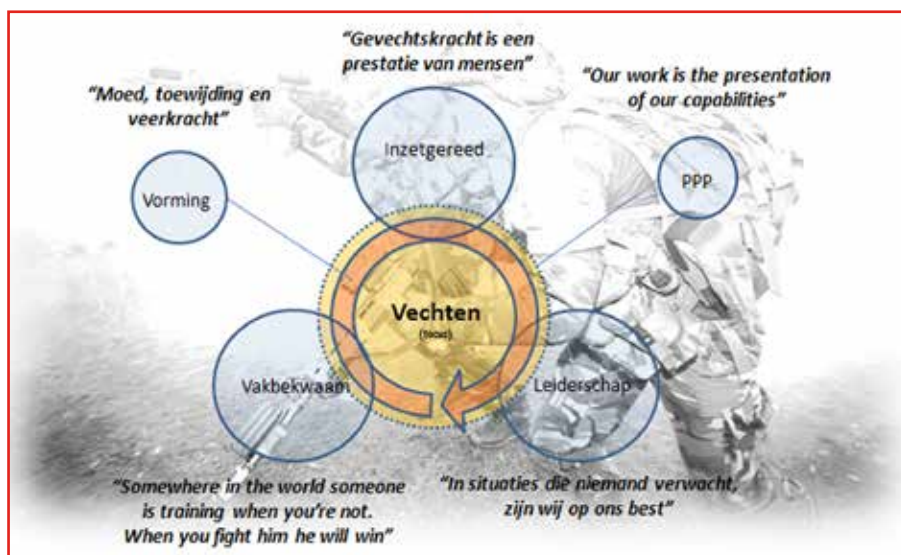 “Gevechtskracht is een
prestatie van mensen”
“Moed, toewijding en
veerkracht”
“Our work is the presentation
of our capabilities”
Inzetgereed
Vorming
PPP
Vechten
(focus)
Vakbekwaam
Leiderschap
“Somewhere in the world someone
is training when you’re not.
When you fight him he will win”
“In situaties die niemand verwacht,
zijn wij op ons best”